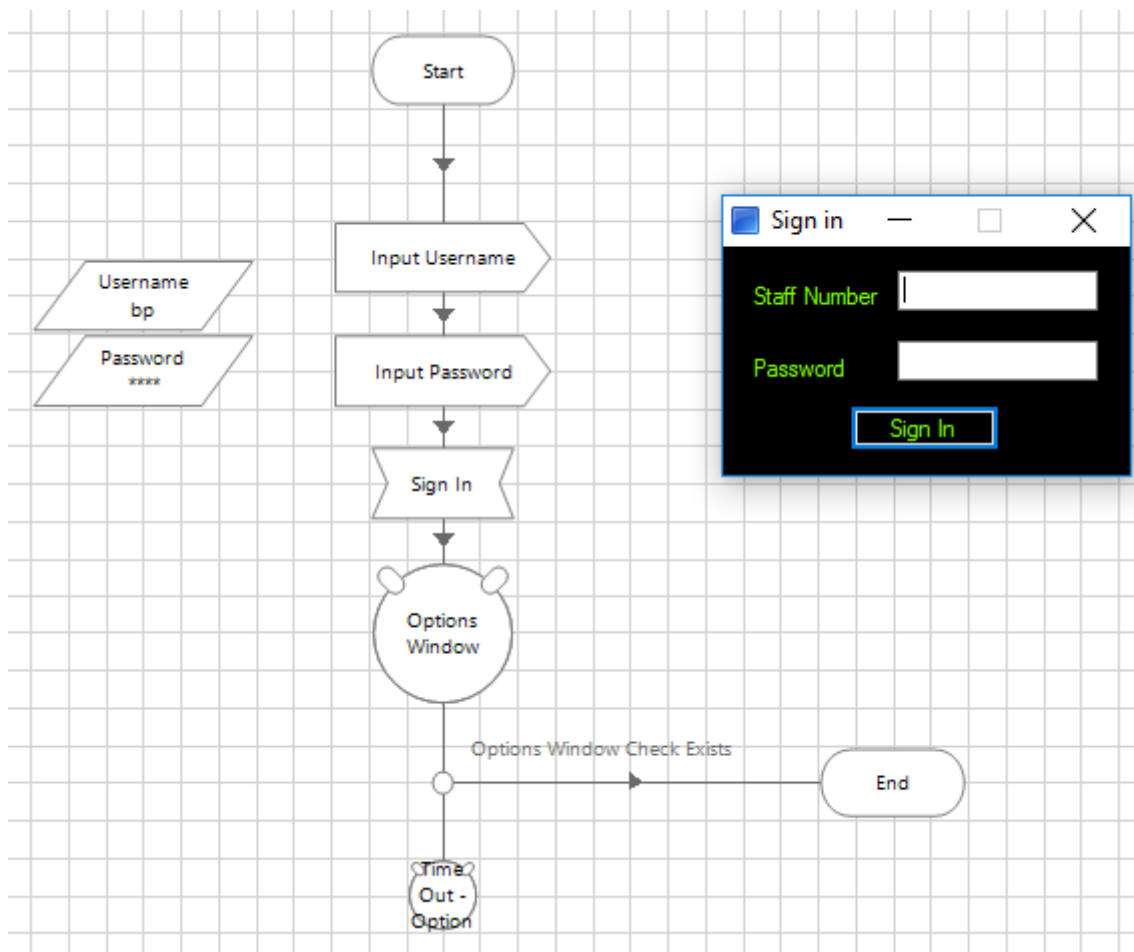 Start
Input Username
Username
bp
Password
****
Input Password
Sign In
Options
Window
Options Window Check Exists
End
Time
Out -
Option
Sign in
Staff Number
Password
Sign In